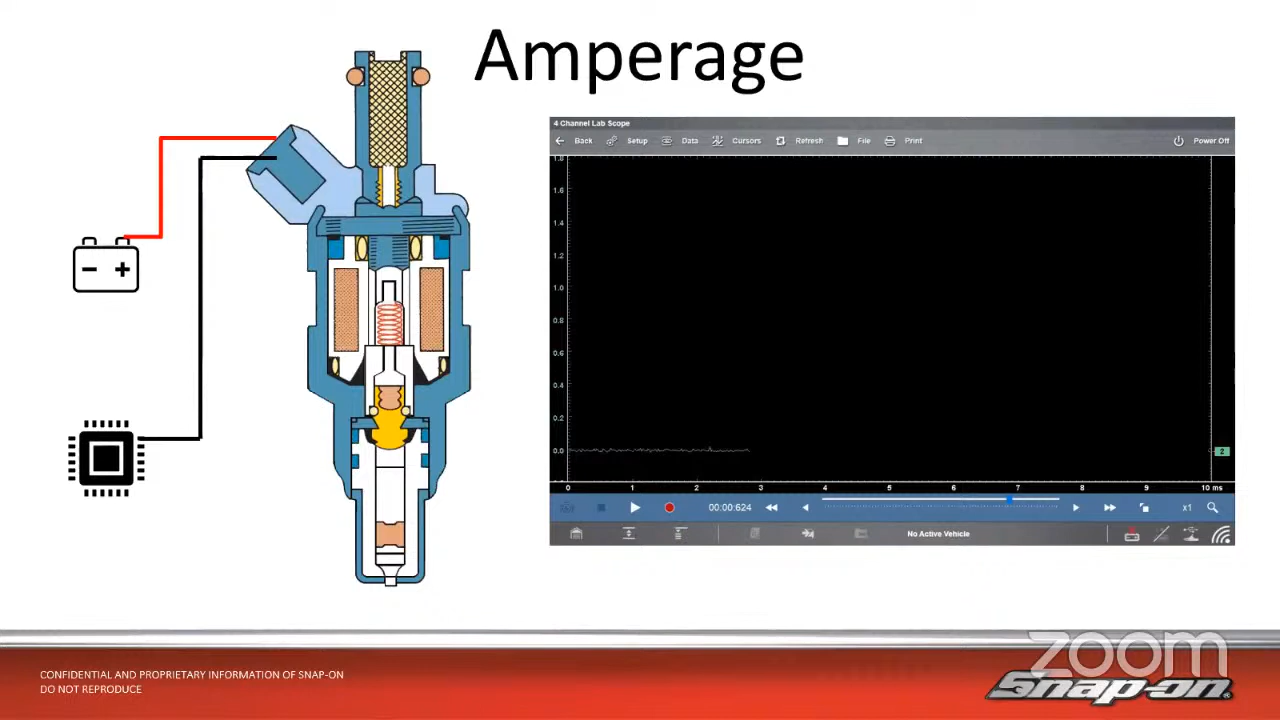 Amperage
4 Channel Lab Scope
Back Setup Data Cursors Refresh File Print Power Off
1.8
1.6
1.4
1.2
1.0
0.8
0.6
0.4
0.2
0.0
2
0 1 2 3 4 5 6 7 8 9 10 ms
00:00:624 x1
No Active Vehicle
- +
CONFIDENTIAL AND PROPRIETARY INFORMATION OF SNAP-ON
DO NOT REPRODUCE
zoom
Snap-on